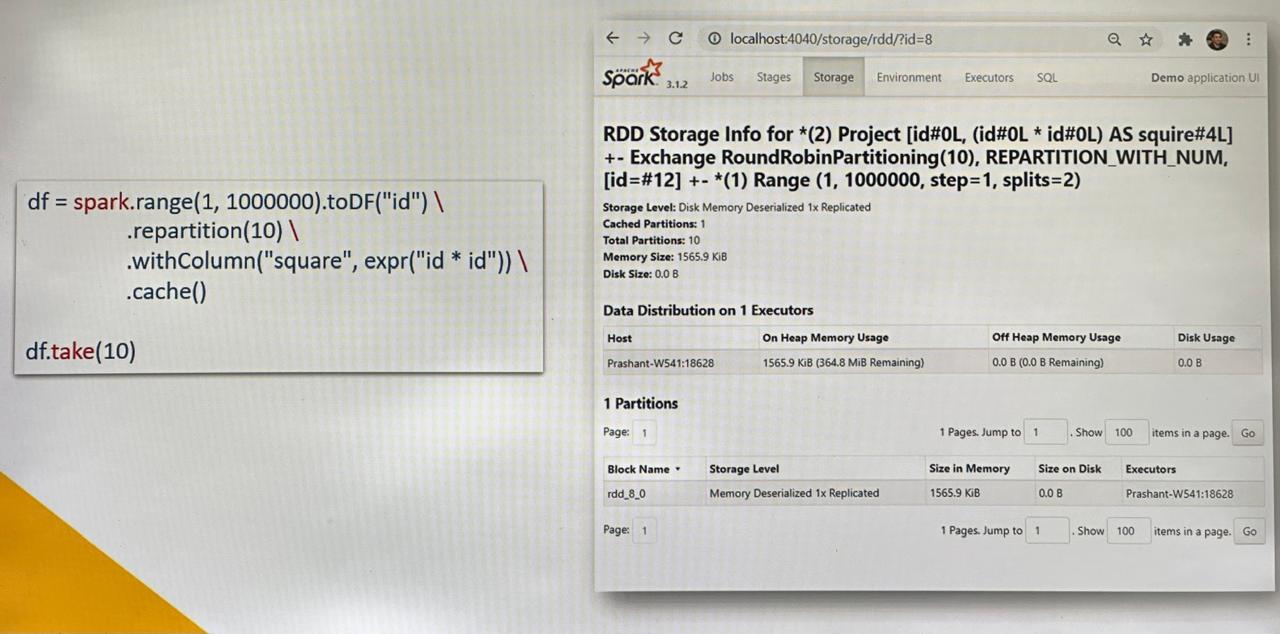 df = spark.range(1, 1000000).toDF("id") \
.repartition(10) \
.withColumn("square", expr("id * id")) \
.cache()
df.take(10)
localhost:4040/storage/rdd/?id=8
APACHE Spark 3.1.2 Jobs Stages Storage Environment Executors SQL Demo application UI
RDD Storage Info for *(2) Project [id#0L, (id#0L * id#0L) AS squire#4L]
+- Exchange RoundRobinPartitioning(10), REPARTITION_WITH_NUM,
[id=#12] +- *(1) Range (1, 1000000, step=1, splits=2)
Storage Level: Disk Memory Deserialized 1x Replicated
Cached Partitions: 1
Total Partitions: 10
Memory Size: 1565.9 KiB
Disk Size: 0.0 B
Data Distribution on 1 Executors
Host On Heap Memory Usage Off Heap Memory Usage Disk Usage
Prashant-W541:18628 1565.9 KiB (364.8 MiB Remaining) 0.0 B (0.0 B Remaining) 0.0 B
1 Partitions
Page: 1 1 Pages. Jump to 1 . Show 100 items in a page. Go
Block Name Storage Level Size in Memory Size on Disk Executors
rdd_8_0 Memory Deserialized 1x Replicated 1565.9 KiB 0.0 B Prashant-W541:18628
Page: 1 1 Pages. Jump to 1 . Show 100 items in a page. Go